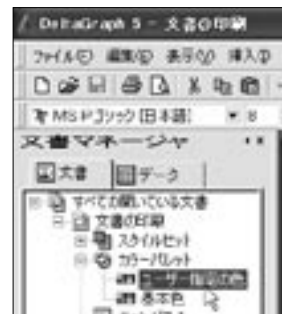 DeltaGraph 5 - 文書の印刷
ファイル(F) 編集(E) 表示(V) 挿入(I)
MS Pゴシック (日本語) 8
文書マネージャ
文書 データ
すべての開いている文書
文書の印刷
スタイルセット
カラーパレット
ユーザー指定の色
基本色